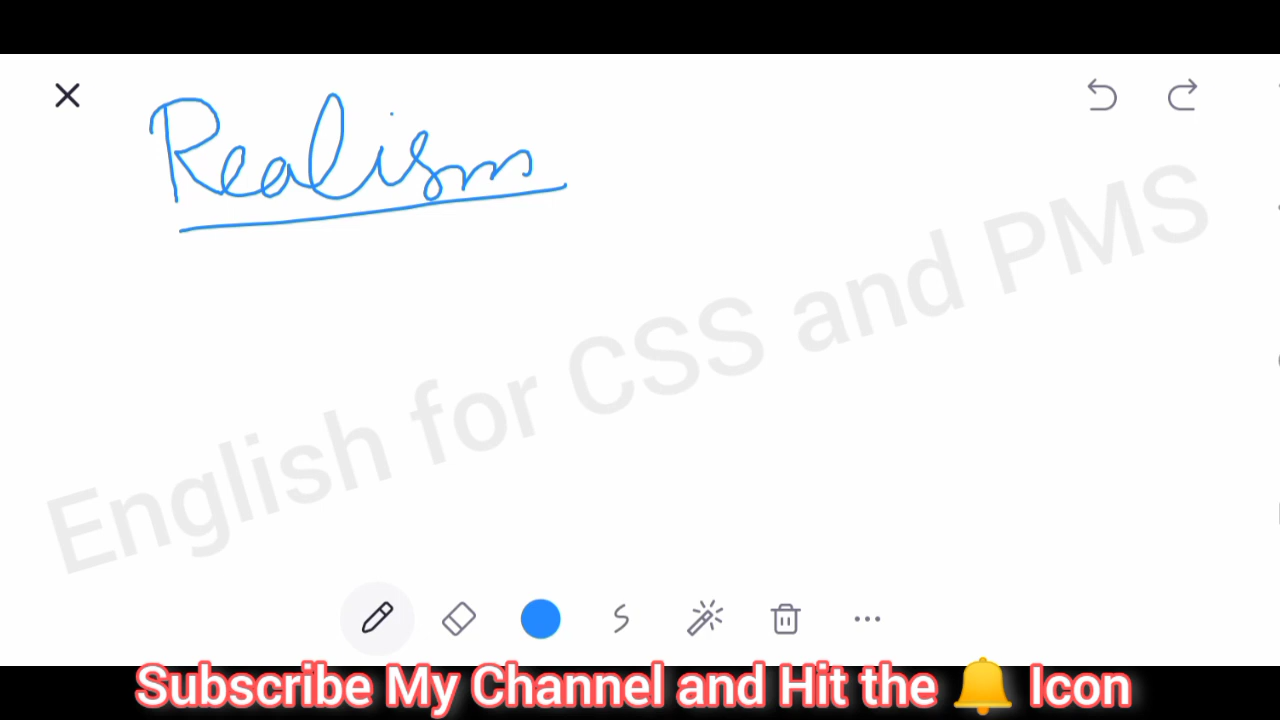 Realism
English for CSS and PMS
Subscribe My Channel and Hit the 🔔 Icon